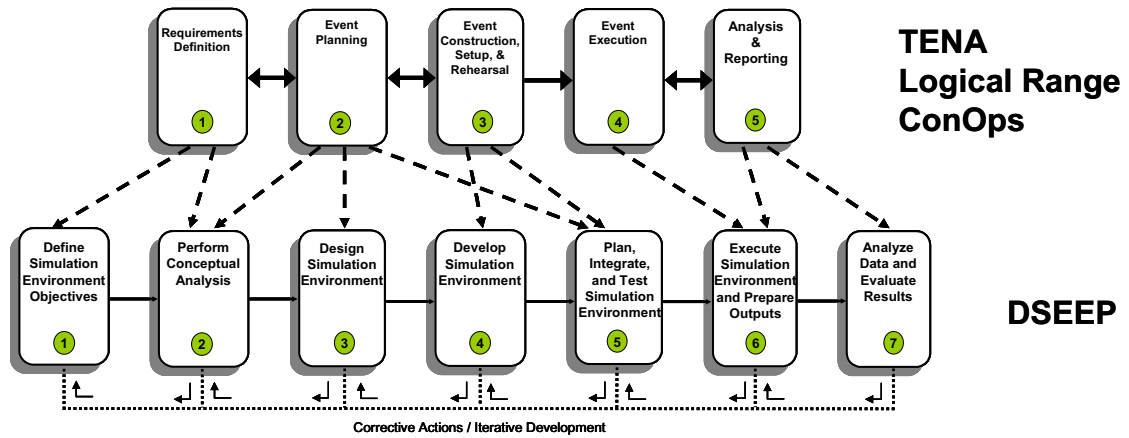 Requirements
Definition
1
Event
Planning
2
Event
Construction,
Setup, &
Rehearsal
3
Event
Execution
4
Analysis
&
Reporting
5
TENA
Logical Range
ConOps
Define
Simulation
Environment
Objectives
1
Perform
Conceptual
Analysis
2
Design
Simulation
Environment
3
Develop
Simulation
Environment
4
Plan,
Integrate,
and Test
Simulation
Environment
5
Execute
Simulation
Environment
and Prepare
Outputs
6
Analyze
Data and
Evaluate
Results
7
DSEEP
Corrective Actions / Iterative Development